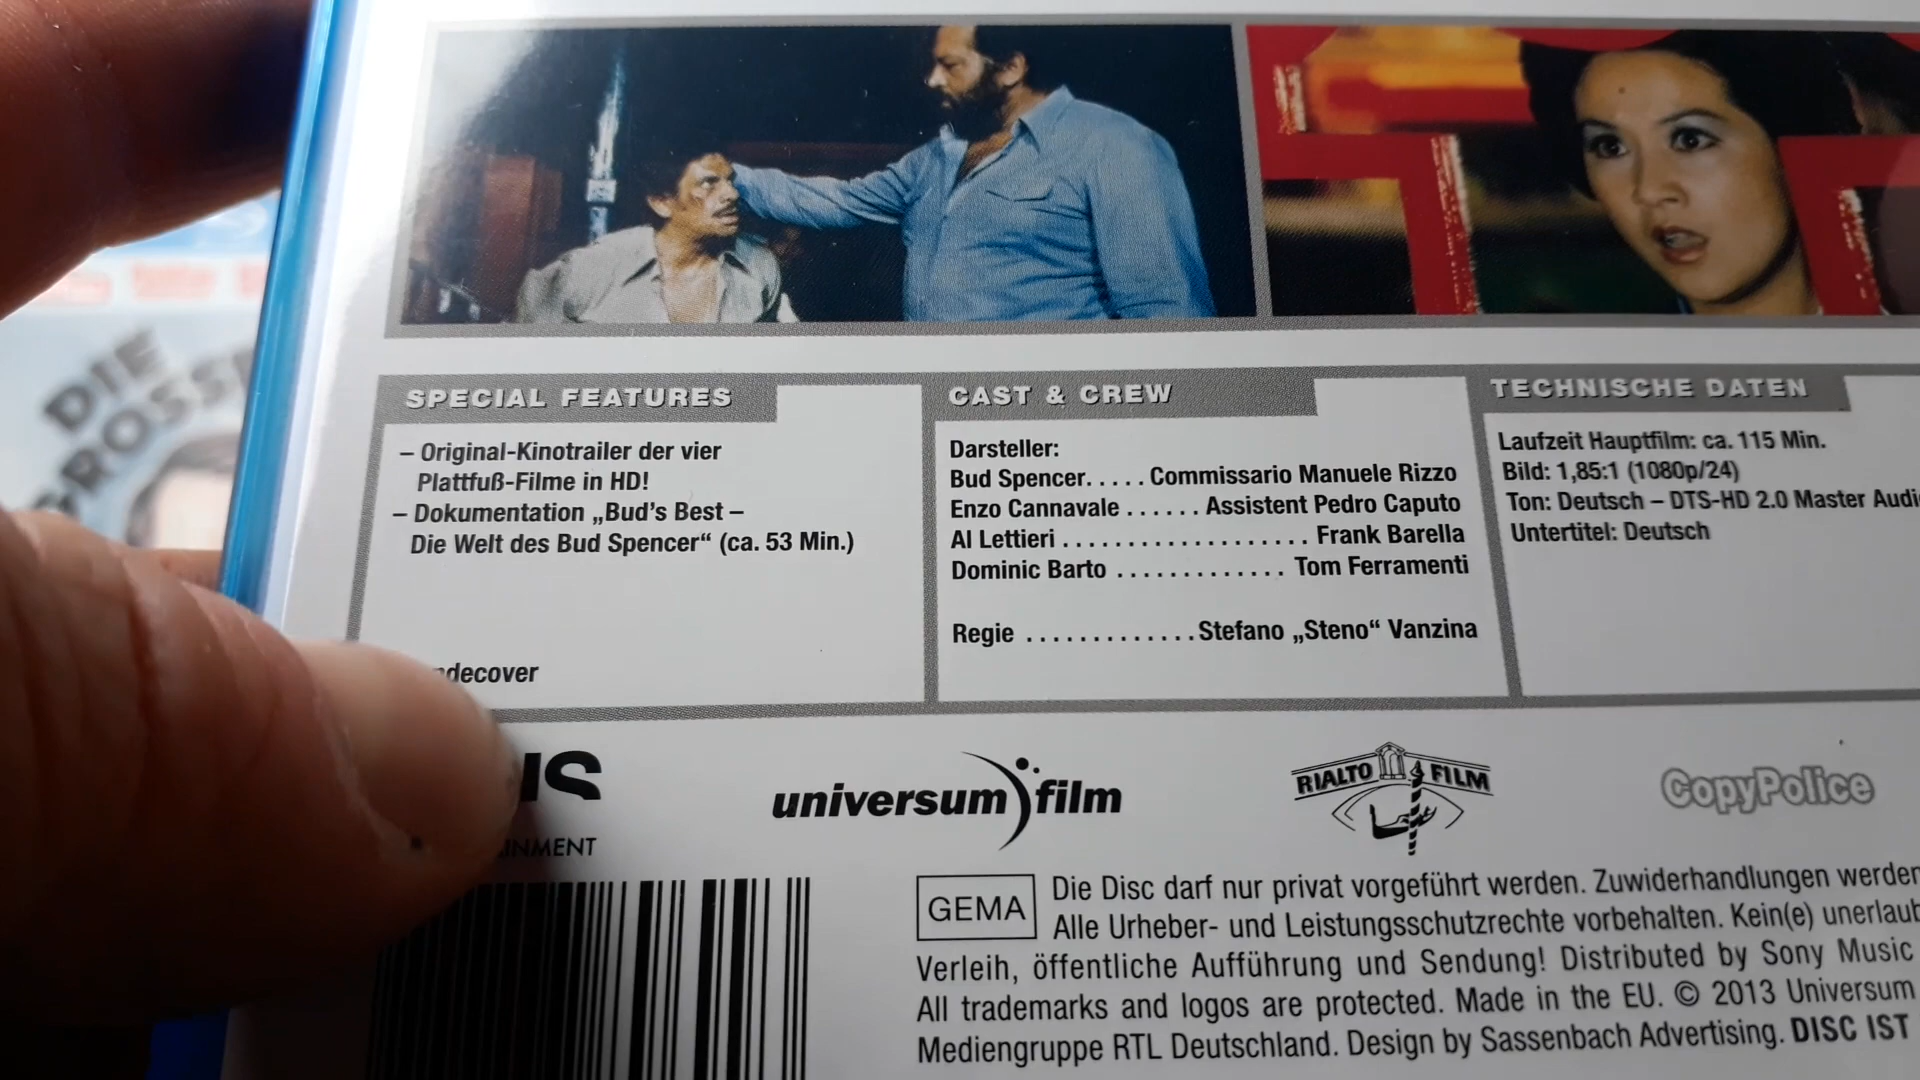 DIE
GROSSE
SPECIAL FEATURES
– Original-Kinotrailer der vier
Plattfuß-Filme in HD!
– Dokumentation „Bud's Best –
Die Welt des Bud Spencer“ (ca. 53 Min.)
CAST & CREW
Darsteller:
Bud Spencer. . . . . Commissario Manuele Rizzo
Enzo Cannavale . . . . . . Assistent Pedro Caputo
Al Lettieri . . . . . . . . . . . . . . . . . . . Frank Barella
Dominic Barto . . . . . . . . . . . . . Tom Ferramenti
Regie . . . . . . . . . . . . . Stefano „Steno“ Vanzina
TECHNISCHE DATEN
Laufzeit Hauptfilm: ca. 115 Min.
Bild: 1,85:1 (1080p/24)
Ton: Deutsch – DTS-HD 2.0 Master Audi
Untertitel: Deutsch
decover
universum film
RIALTO FILM
CopyPolice
INMENT
GEMA
Die Disc darf nur privat vorgeführt werden. Zuwiderhandlungen werden
Alle Urheber- und Leistungsschutzrechte vorbehalten. Kein(e) unerlaub
Verleih, öffentliche Aufführung und Sendung! Distributed by Sony Music
All trademarks and logos are protected. Made in the EU. © 2013 Universum
Mediengruppe RTL Deutschland. Design by Sassenbach Advertising. DISC IST